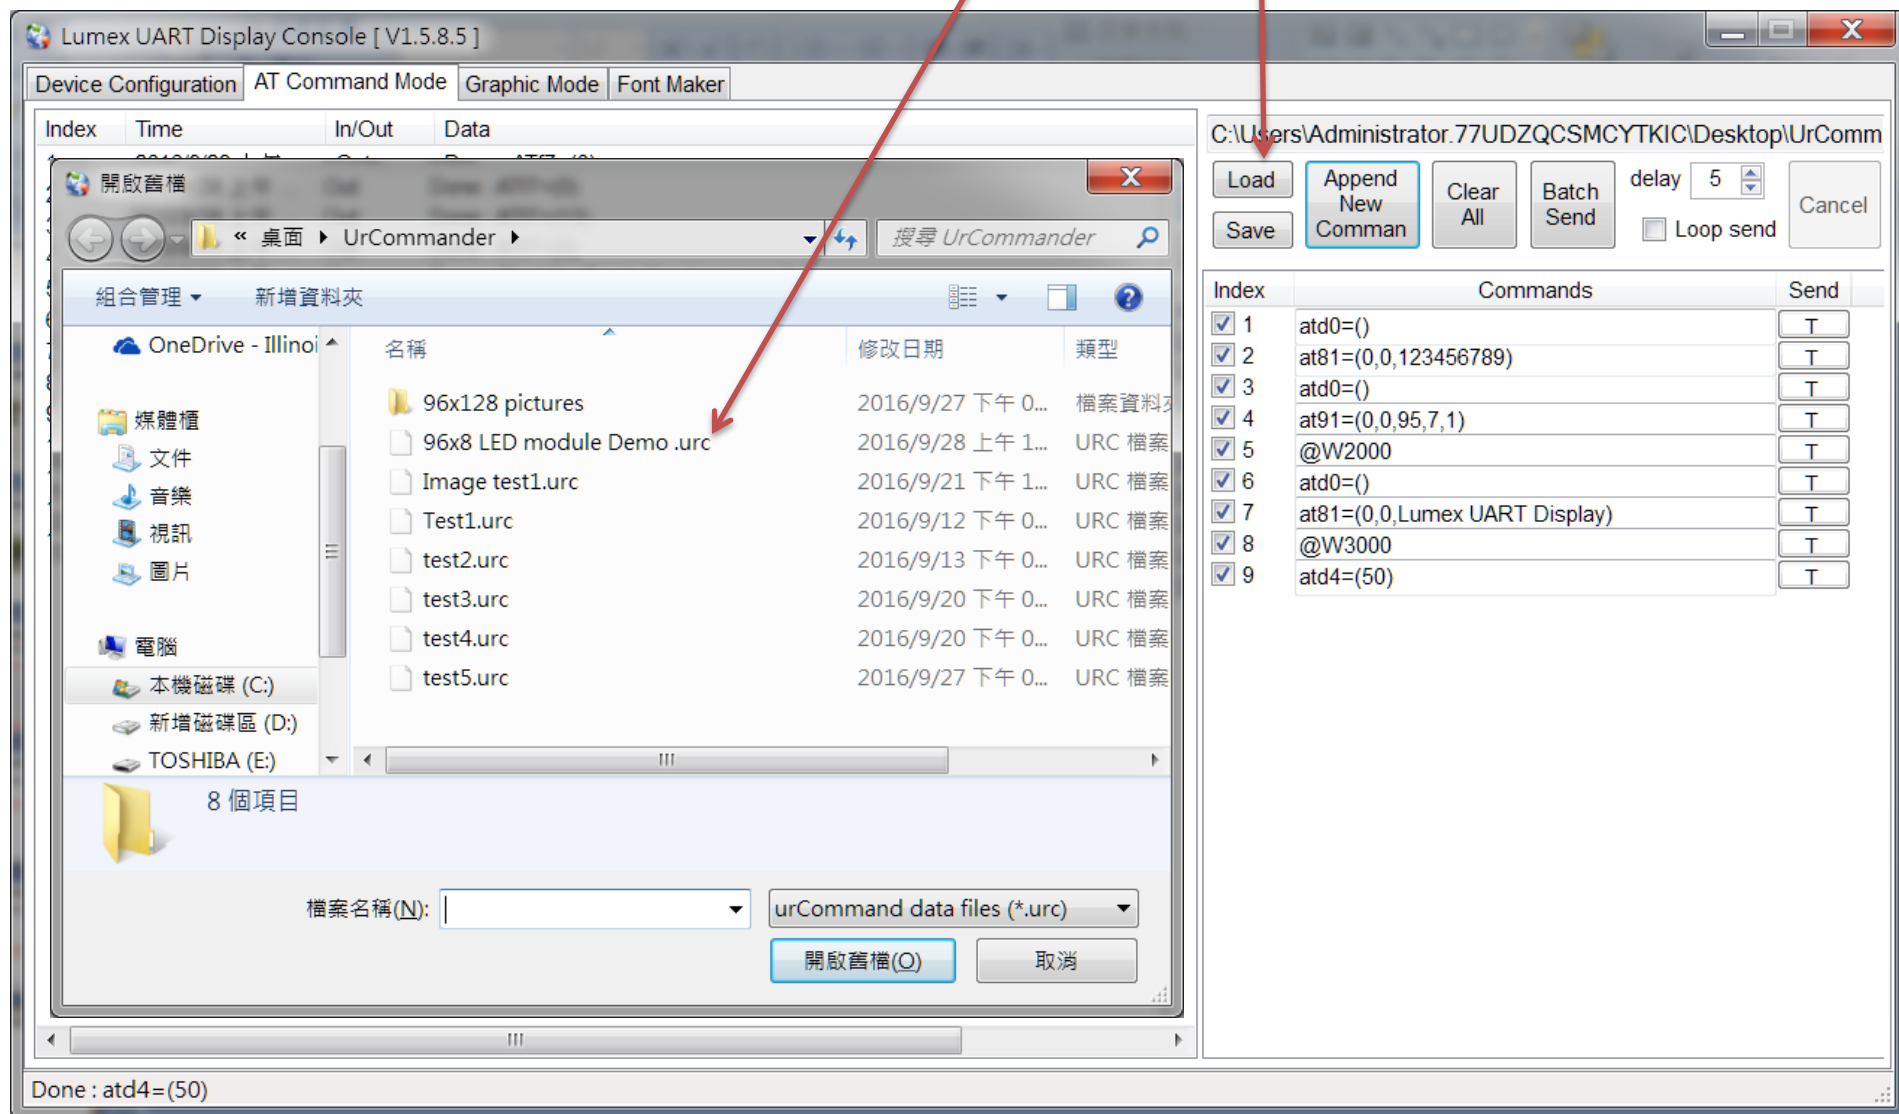 Lumex UART Display Console [ V1.5.8.5 ]
Device Configuration AT Command Mode Graphic Mode Font Maker
Index Time In/Out Data
開啟舊檔
« 桌面 UrCommander
搜尋 UrCommander
組合管理 新增資料夾
OneDrive - Illinoi
媒體櫃
文件
音樂
視訊
圖片
電腦
本機磁碟 (C:)
新增磁碟區 (D:)
TOSHIBA (E:)
名稱 修改日期 類型
96x128 pictures 2016/9/27 下午 0... 檔案資料夾
96x8 LED module Demo .urc 2016/9/28 上午 1... URC 檔案
Image test1.urc 2016/9/21 下午 1... URC 檔案
Test1.urc 2016/9/12 下午 0... URC 檔案
test2.urc 2016/9/13 下午 0... URC 檔案
test3.urc 2016/9/20 下午 0... URC 檔案
test4.urc 2016/9/20 下午 0... URC 檔案
test5.urc 2016/9/27 下午 0... URC 檔案
8 個項目
檔案名稱(N):
urCommand data files (*.urc)
開啟舊檔(O) 取消
C:\Users\Administrator.77UDZQCSMCYTKIC\Desktop\UrComm
Load
Save
Append
New
Comman
Clear
All
Batch
Send
delay 5
Loop send
Cancel
Index Commands Send
1 atd0=() T
2 at81=(0,0,123456789) T
3 atd0=() T
4 at91=(0,0,95,7,1) T
5 @W2000 T
6 atd0=() T
7 at81=(0,0,Lumex UART Display) T
8 @W3000 T
9 atd4=(50) T
Done : atd4=(50)